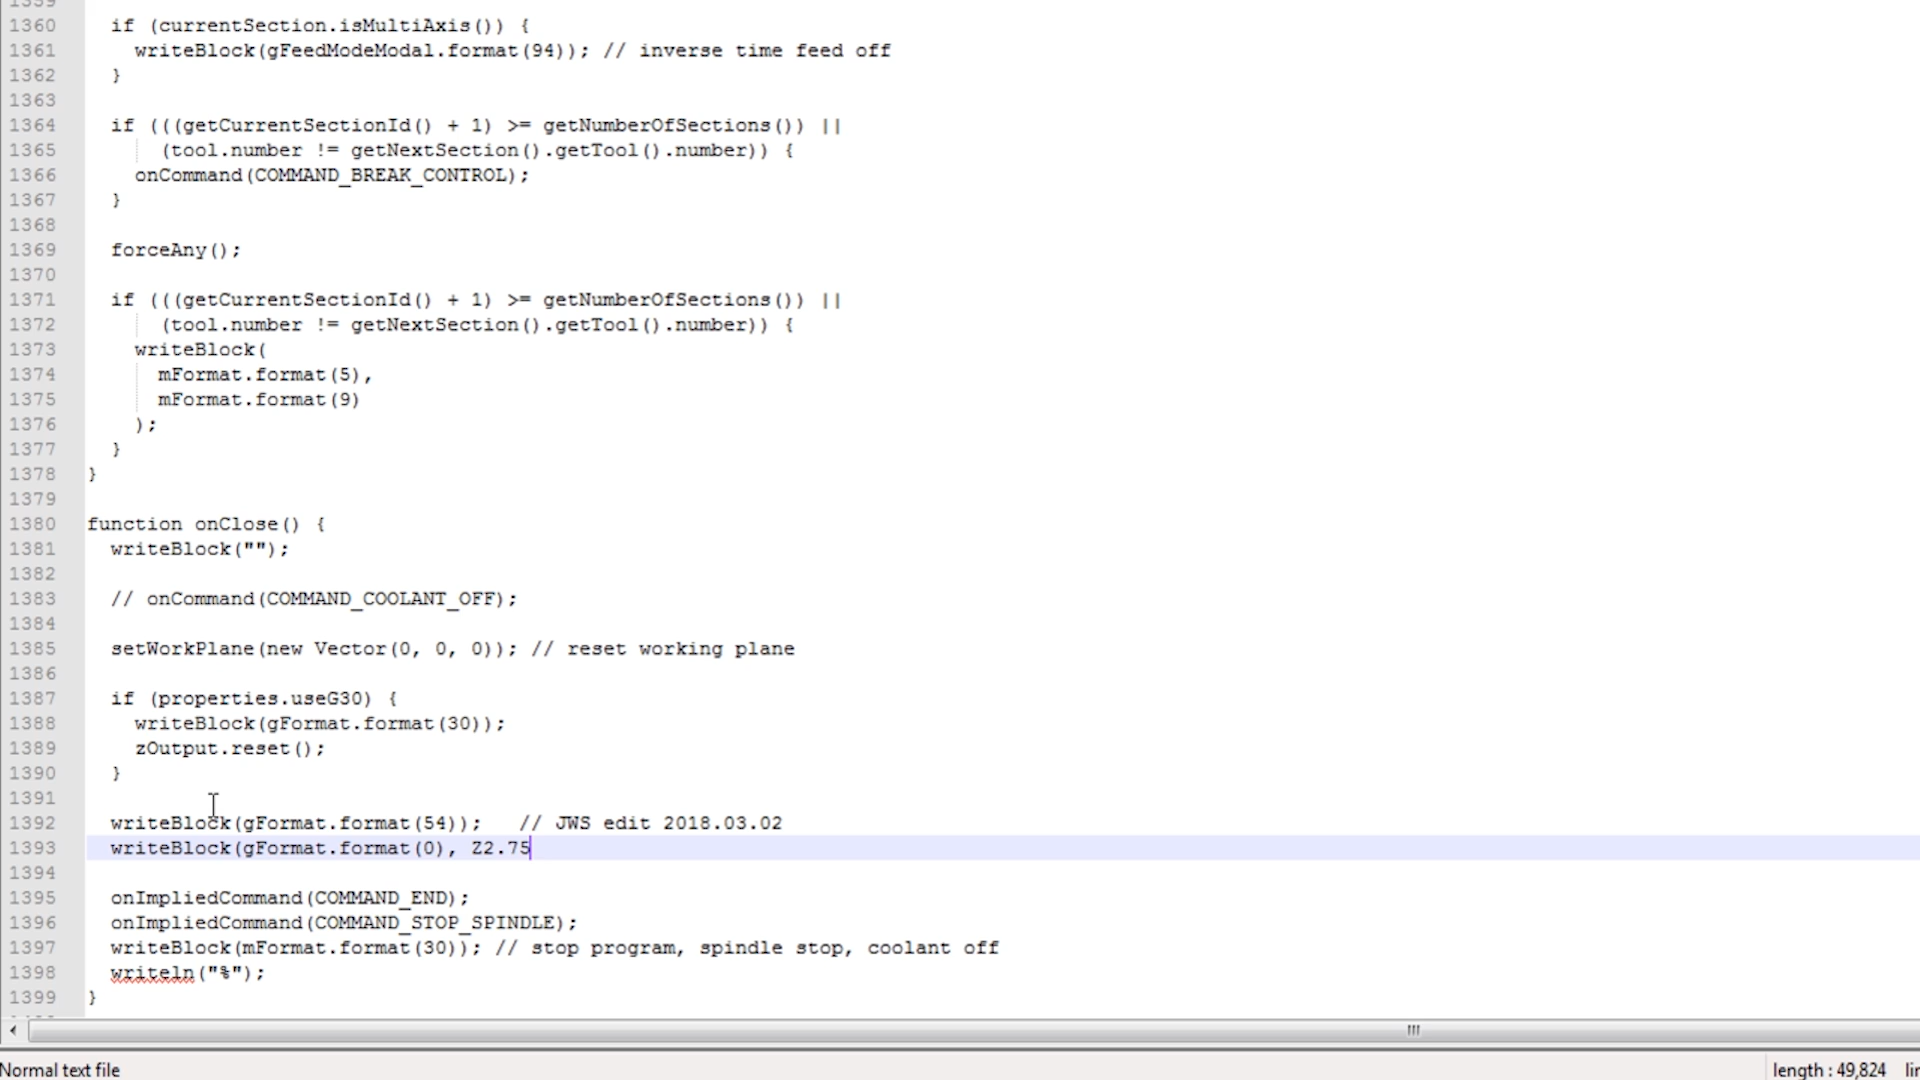 1359
1360 if (currentSection.isMultiAxis()) {
1361 writeBlock(gFeedModeModal.format(94)); // inverse time feed off
1362 }
1363
1364 if (((getCurrentSectionId() + 1) >= getNumberOfSections()) ||
1365 (tool.number != getNextSection().getTool().number)) {
1366 onCommand(COMMAND_BREAK_CONTROL);
1367 }
1368
1369 forceAny();
1370
1371 if (((getCurrentSectionId() + 1) >= getNumberOfSections()) ||
1372 (tool.number != getNextSection().getTool().number)) {
1373 writeBlock(
1374 mFormat.format(5),
1375 mFormat.format(9)
1376 );
1377 }
1378 }
1379
1380 function onClose() {
1381 writeBlock("");
1382
1383 // onCommand(COMMAND_COOLANT_OFF);
1384
1385 setWorkPlane(new Vector(0, 0, 0)); // reset working plane
1386
1387 if (properties.useG30) {
1388 writeBlock(gFormat.format(30));
1389 zOutput.reset();
1390 }
1391
1392 writeBlock(gFormat.format(54)); // JWS edit 2018.03.02
1393 writeBlock(gFormat.format(0), Z2.75
1394
1395 onImpliedCommand(COMMAND_END);
1396 onImpliedCommand(COMMAND_STOP_SPINDLE);
1397 writeBlock(mFormat.format(30)); // stop program, spindle stop, coolant off
1398 writeln("%");
1399 }
Normal text file length : 49,824